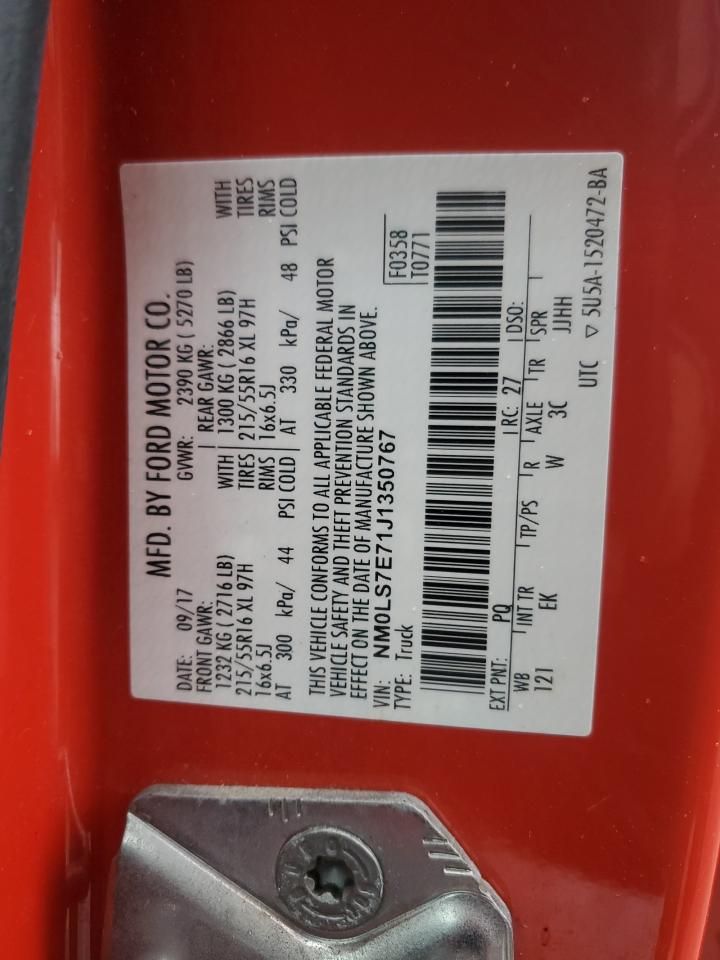 MFD. BY FORD MOTOR CO.
DATE: 09/17 GVWR: 2390 KG ( 5270 LB)
FRONT GAWR: REAR GAWR:
1232 KG ( 2716 LB) WITH 1300 KG ( 2866 LB) WITH
215/55R16 XL 97H TIRES 215/55R16 XL 97H TIRES
16x6.5J RIMS 16x6.5J RIMS
AT 300 kPa/ 44 PSI COLD AT 330 kPa/ 48 PSI COLD
THIS VEHICLE CONFORMS TO ALL APPLICABLE FEDERAL MOTOR
VEHICLE SAFETY AND THEFT PREVENTION STANDARDS IN
EFFECT ON THE DATE OF MANUFACTURE SHOWN ABOVE.
VIN: NM0LS7E71J1350767 F0358
TYPE: Truck T0771
EXT PNT: PQ RC: 27 DSO:
WB INT TR TP/PS R AXLE TR SPR
121 EK W 3C JJHH
UTC ▽ 5U5A-1520472-BA